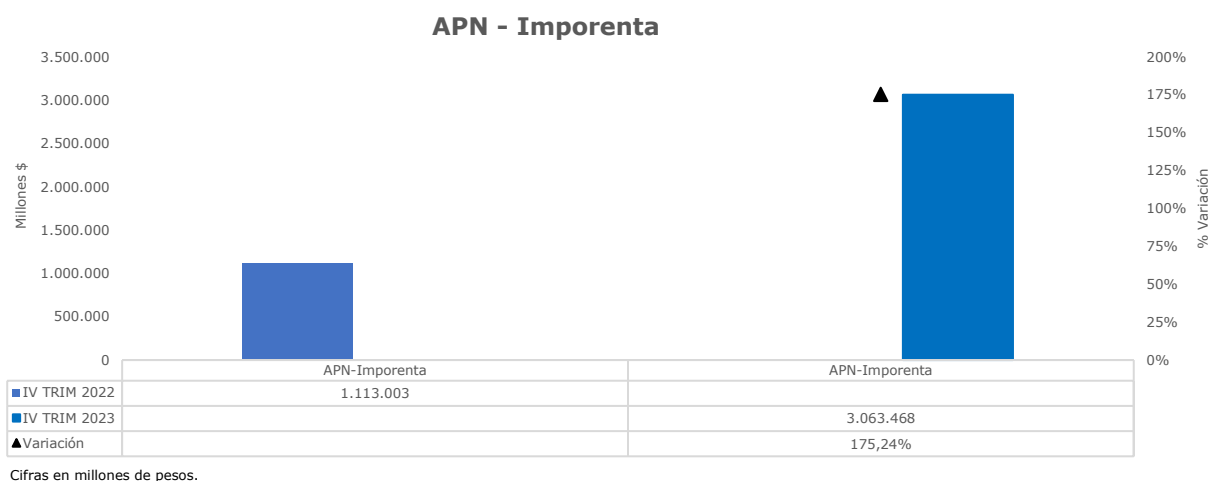 APN - Imporenta
3.500.000
3.000.000
2.500.000
2.000.000
1.500.000
1.000.000
500.000
0
Millones $
200%
175%
150%
125%
100%
75%
50%
25%
0%
% Variación
APN-Imporenta APN-Imporenta
IV TRIM 2022 1.113.003
IV TRIM 2023 3.063.468
Variación 175,24%
Cifras en millones de pesos.